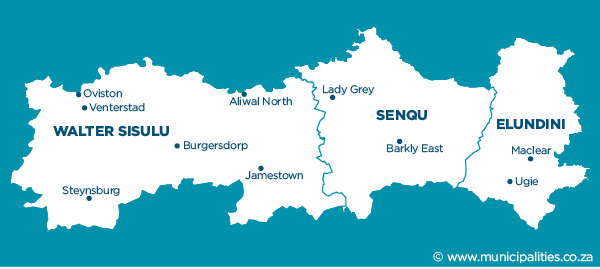 Oviston
Venterstad
Aliwal North
WALTER SISULU
Burgersdorp
Jamestown
Steynsburg
Lady Grey
SENQU
Barkly East
ELUNDINI
Maclear
Ugie
© www.municipalities.co.za